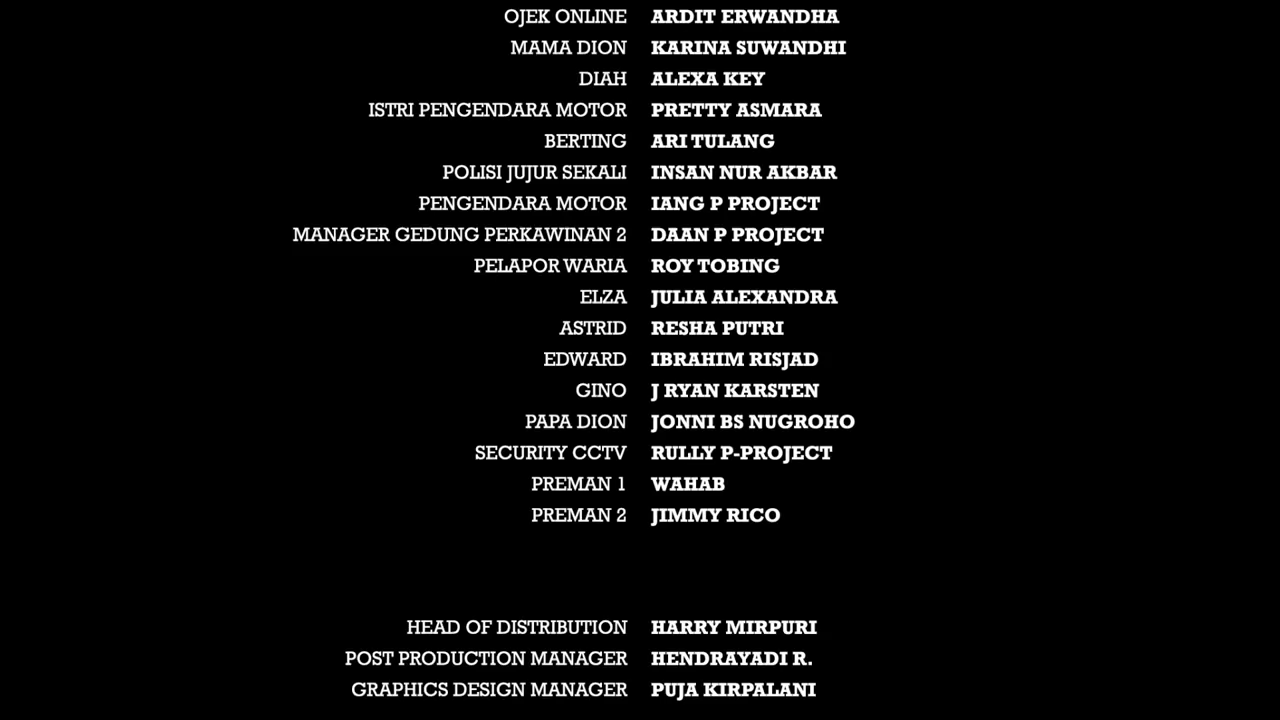 OJEK ONLINE ARDIT ERWANDHA
MAMA DION KARINA SUWANDHI
DIAH ALEXA KEY
ISTRI PENGENDARA MOTOR PRETTY ASMARA
BERTING ARI TULANG
POLISI JUJUR SEKALI INSAN NUR AKBAR
PENGENDARA MOTOR IANG P PROJECT
MANAGER GEDUNG PERKAWINAN 2 DAAN P PROJECT
PELAPOR WARIA ROY TOBING
ELZA JULIA ALEXANDRA
ASTRID RESHA PUTRI
EDWARD IBRAHIM RISJAD
GINO J RYAN KARSTEN
PAPA DION JONNI BS NUGROHO
SECURITY CCTV RULLY P-PROJECT
PREMAN 1 WAHAB
PREMAN 2 JIMMY RICO
HEAD OF DISTRIBUTION HARRY MIRPURI
POST PRODUCTION MANAGER HENDRAYADI R.
GRAPHICS DESIGN MANAGER PUJA KIRPALANI